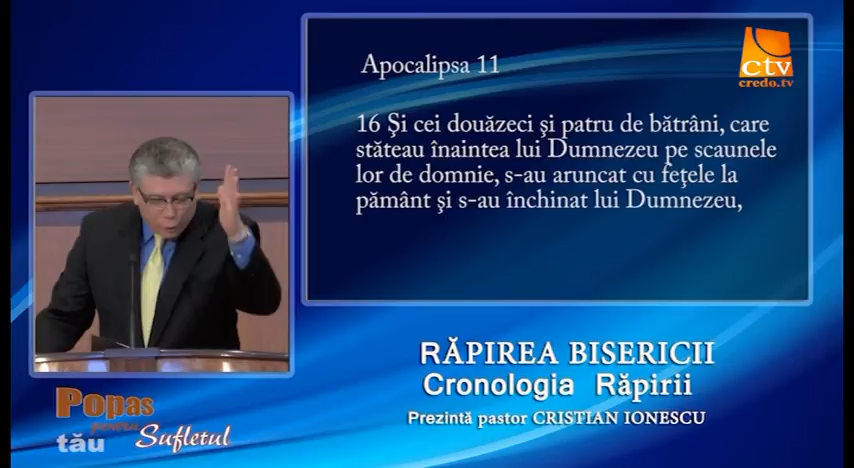 Apocalipsa 11
ctv
credo.tv
16 Şi cei douăzeci şi patru de bătrâni, care
stăteau înaintea lui Dumnezeu pe scaunele
lor de domnie, s-au aruncat cu feţele la
pământ şi s-au închinat lui Dumnezeu,
RĂPIREA BISERICII
Cronologia Răpirii
Prezintă pastor CRISTIAN IONESCU
Popas
pentru
Sufletul
tău